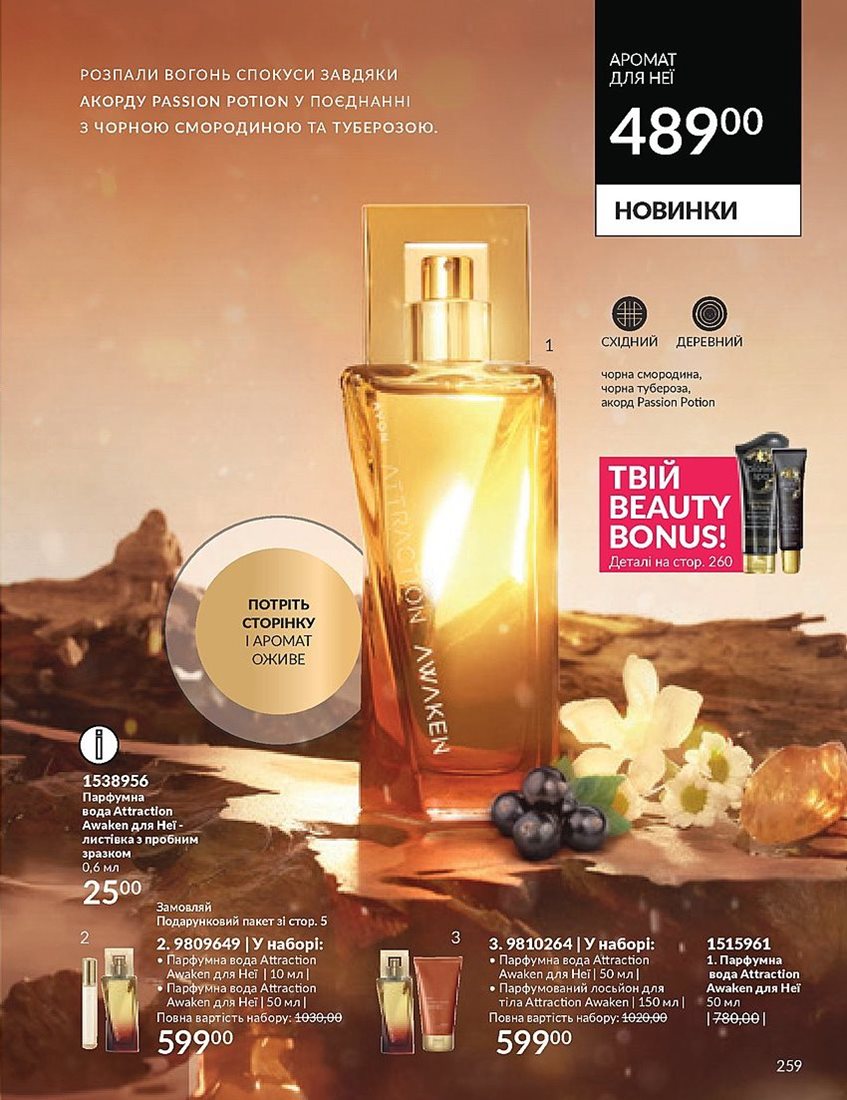 РОЗПАЛИ ВОГОНЬ СПОКУСИ ЗАВДЯКИ
АКОРДУ PASSION POTION У ПОЄДНАННІ
З ЧОРНОЮ СМОРОДИНОЮ ТА ТУБЕРОЗОЮ.
АРОМАТ
ДЛЯ НЕЇ
489⁰⁰
НОВИНКИ
1
СХІДНИЙ ДЕРЕВНИЙ
чорна смородина,
чорна тубероза,
акорд Passion Potion
ТВІЙ
BEAUTY
BONUS!
Деталі на стор. 260
planet
spa
AVON
ATTRACTION AWAKEN
ПОТРІТЬ
СТОРІНКУ
І АРОМАТ
ОЖИВЕ
1538956
Парфумна
вода Attraction
Awaken для Неї -
листівка з пробним
зразком
0,6 мл
25⁰⁰
Замовляй
Подарунковий пакет зі стор. 5
2
2. 9809649 | У наборі:
• Парфумна вода Attraction
Awaken для Неї | 10 мл |
• Парфумна вода Attraction
Awaken для Неї | 50 мл |
Повна вартість набору: 1030,00
599⁰⁰
3
3. 9810264 | У наборі:
• Парфумна вода Attraction
Awaken для Неї | 50 мл |
• Парфумований лосьйон для
тіла Attraction Awaken | 150 мл |
Повна вартість набору: 1020,00
599⁰⁰
1515961
1. Парфумна
вода Attraction
Awaken для Неї
50 мл
| 780,00 |
259